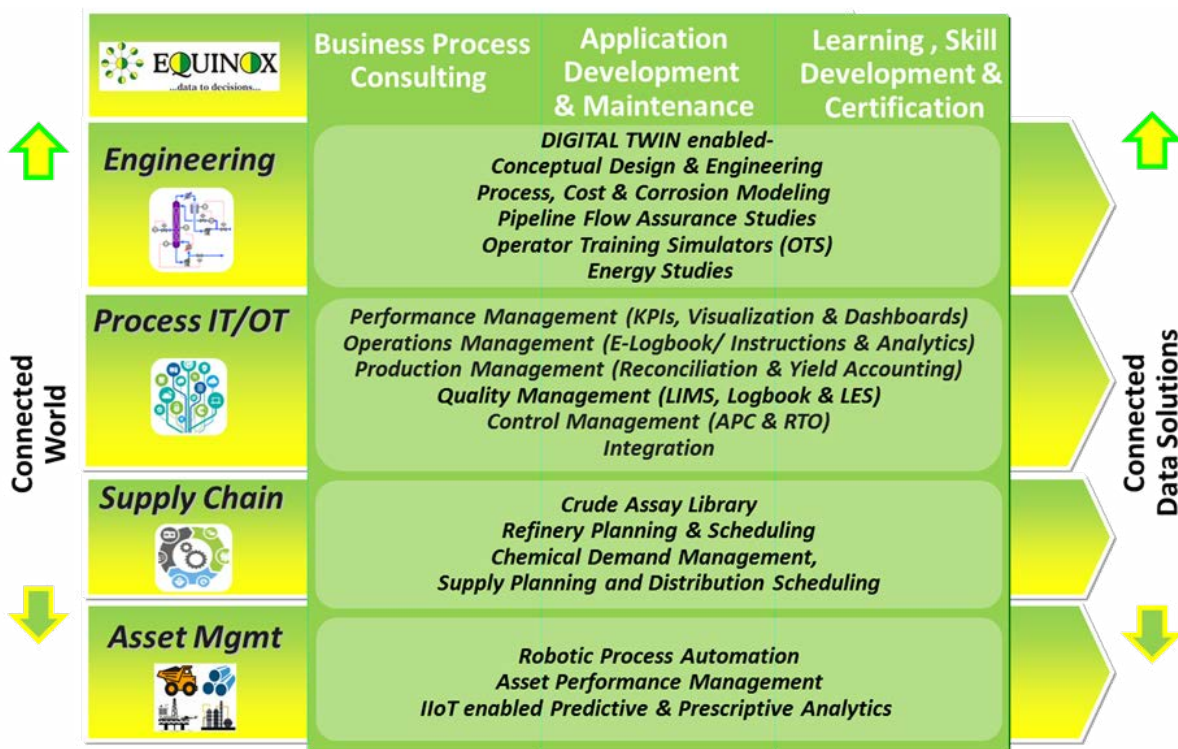 EQUINOX
...data to decisions...
Business Process
Consulting
Application
Development
& Maintenance
Learning , Skill
Development &
Certification
Connected
World
Engineering
DIGITAL TWIN enabled-
Conceptual Design & Engineering
Process, Cost & Corrosion Modeling
Pipeline Flow Assurance Studies
Operator Training Simulators (OTS)
Energy Studies
Process IT/OT
Performance Management (KPIs, Visualization & Dashboards)
Operations Management (E-Logbook/ Instructions & Analytics)
Production Management (Reconciliation & Yield Accounting)
Quality Management (LIMS, Logbook & LES)
Control Management (APC & RTO)
Integration
Supply Chain
Crude Assay Library
Refinery Planning & Scheduling
Chemical Demand Management,
Supply Planning and Distribution Scheduling
Asset Mgmt
Robotic Process Automation
Asset Performance Management
IIoT enabled Predictive & Prescriptive Analytics
Connected
Data Solutions